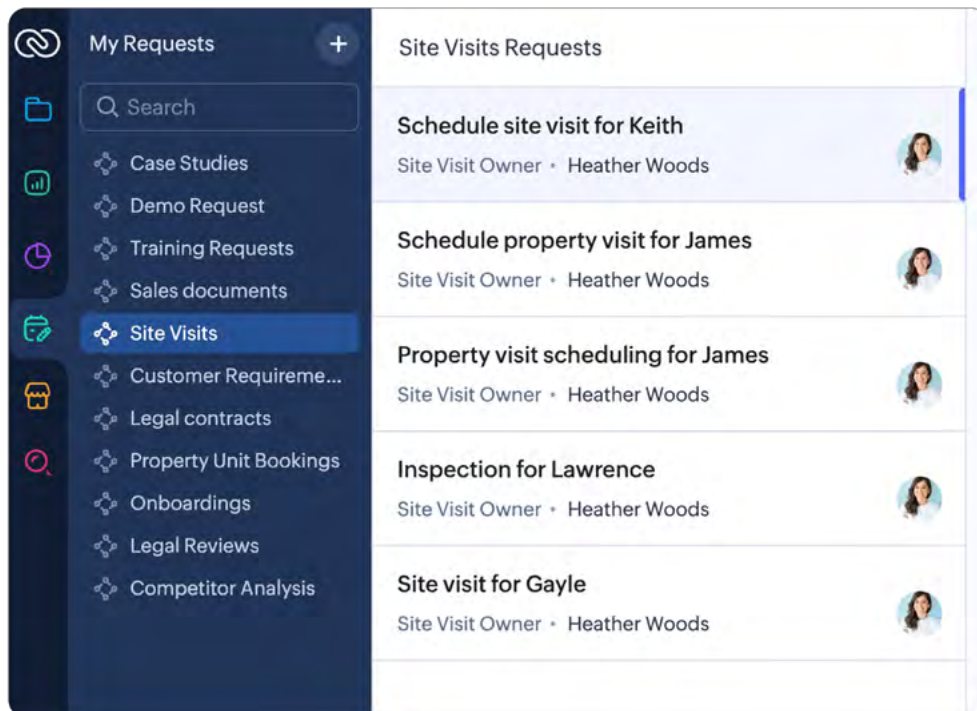 My Requests
Search
Case Studies
Demo Request
Training Requests
Sales documents
Site Visits
Customer Requireme...
Legal contracts
Property Unit Bookings
Onboardings
Legal Reviews
Competitor Analysis
Site Visits Requests
Schedule site visit for Keith
Site Visit Owner • Heather Woods
Schedule property visit for James
Site Visit Owner • Heather Woods
Property visit scheduling for James
Site Visit Owner • Heather Woods
Inspection for Lawrence
Site Visit Owner • Heather Woods
Site visit for Gayle
Site Visit Owner • Heather Woods